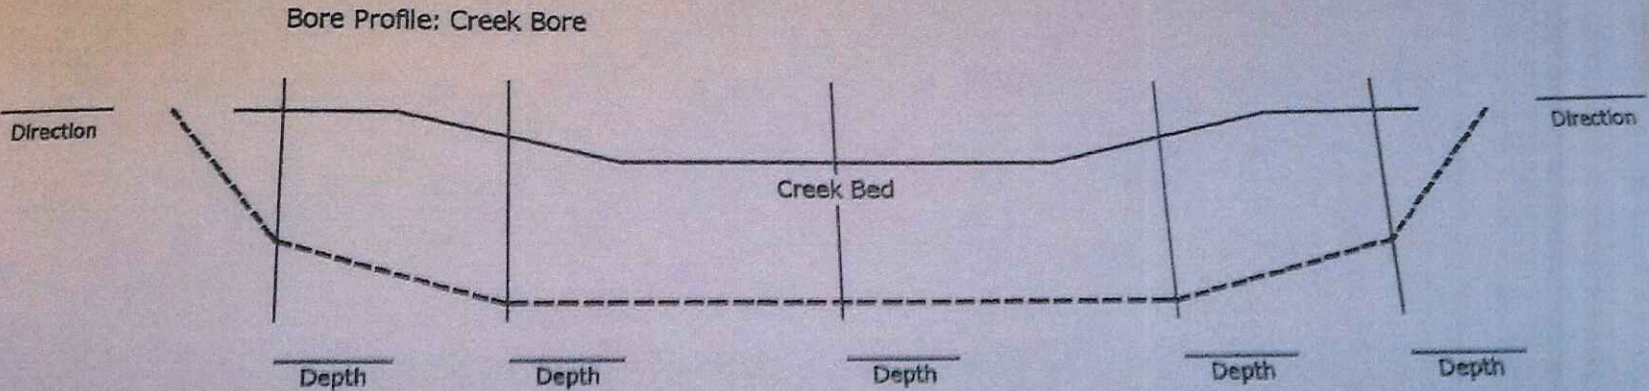 Bore Profile: Creek Bore
Direction
Direction
Creek Bed
Depth
Depth
Depth
Depth
Depth